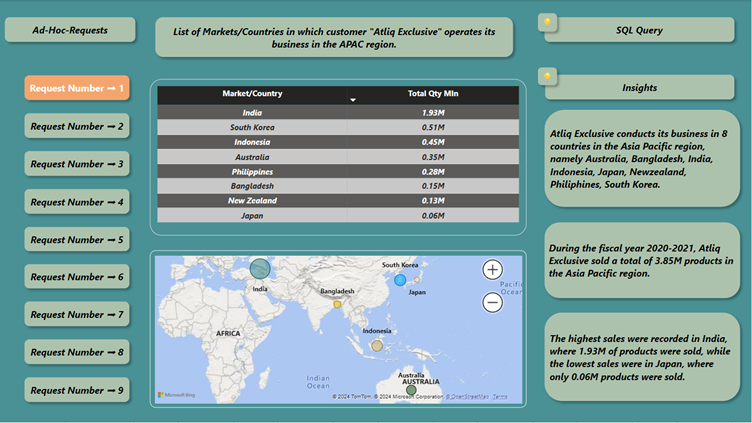 Ad-Hoc-Requests
List of Markets/Countries in which customer "Atliq Exclusive" operates its
business in the APAC region.
SQL Query
Request Number ➞ 1
Request Number ➞ 2
Request Number ➞ 3
Request Number ➞ 4
Request Number ➞ 5
Request Number ➞ 6
Request Number ➞ 7
Request Number ➞ 8
Request Number ➞ 9
Market/Country Total Qty Mln
India 1.93M
South Korea 0.51M
Indonesia 0.45M
Australia 0.35M
Philippines 0.28M
Bangladesh 0.15M
New Zealand 0.13M
Japan 0.06M
South Korea
India
Bangladesh
Japan
Pacific
Ocean
AFRICA
Indonesia
Indian
Ocean
Australia
AUSTRALIA
Microsoft Bing
© 2024 TomTom, © 2024 Microsoft Corporation, © OpenStreetMap Terms
Insights
Atliq Exclusive conducts its business in 8
countries in the Asia Pacific region,
namely Australia, Bangladesh, India,
Indonesia, Japan, Newzealand,
Philiphines, South Korea.
During the fiscal year 2020-2021, Atliq
Exclusive sold a total of 3.85M products in
the Asia Pacific region.
The highest sales were recorded in India,
where 1.93M of products were sold, while
the lowest sales were in Japan, where
only 0.06M products were sold.